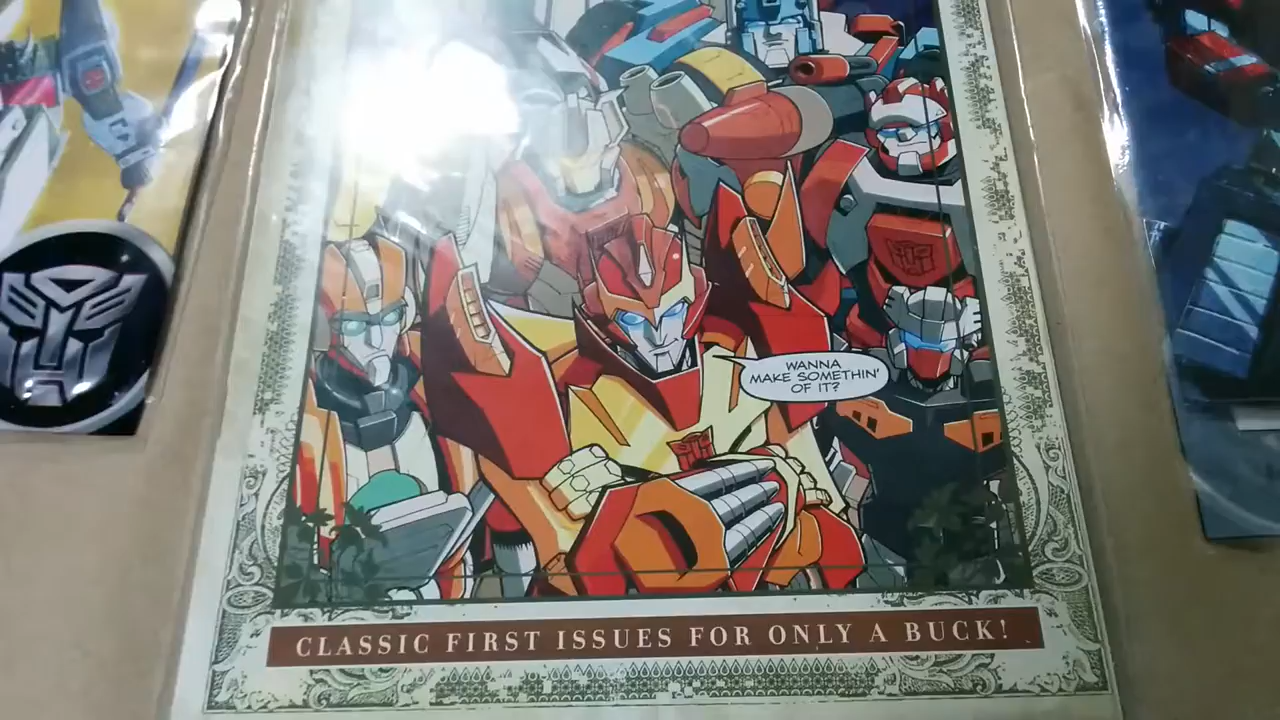 WANNA
MAKE SOMETHIN'
OF IT?
CLASSIC FIRST ISSUES FOR ONLY A BUCK!